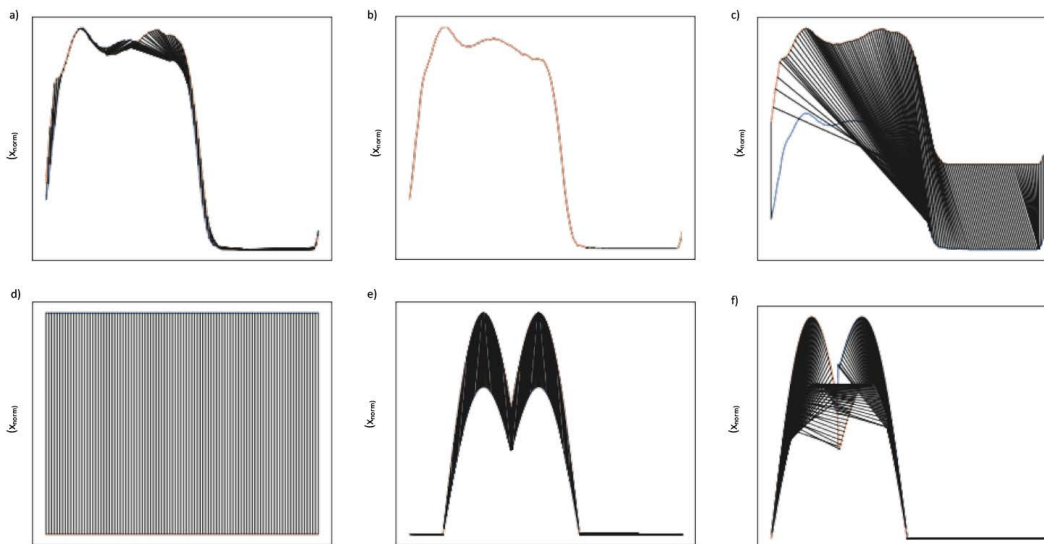 a)
b)
c)
(x_norm)
(x_norm)
(x_norm)
d)
e)
f)
(x_norm)
(x_norm)
(x_norm)